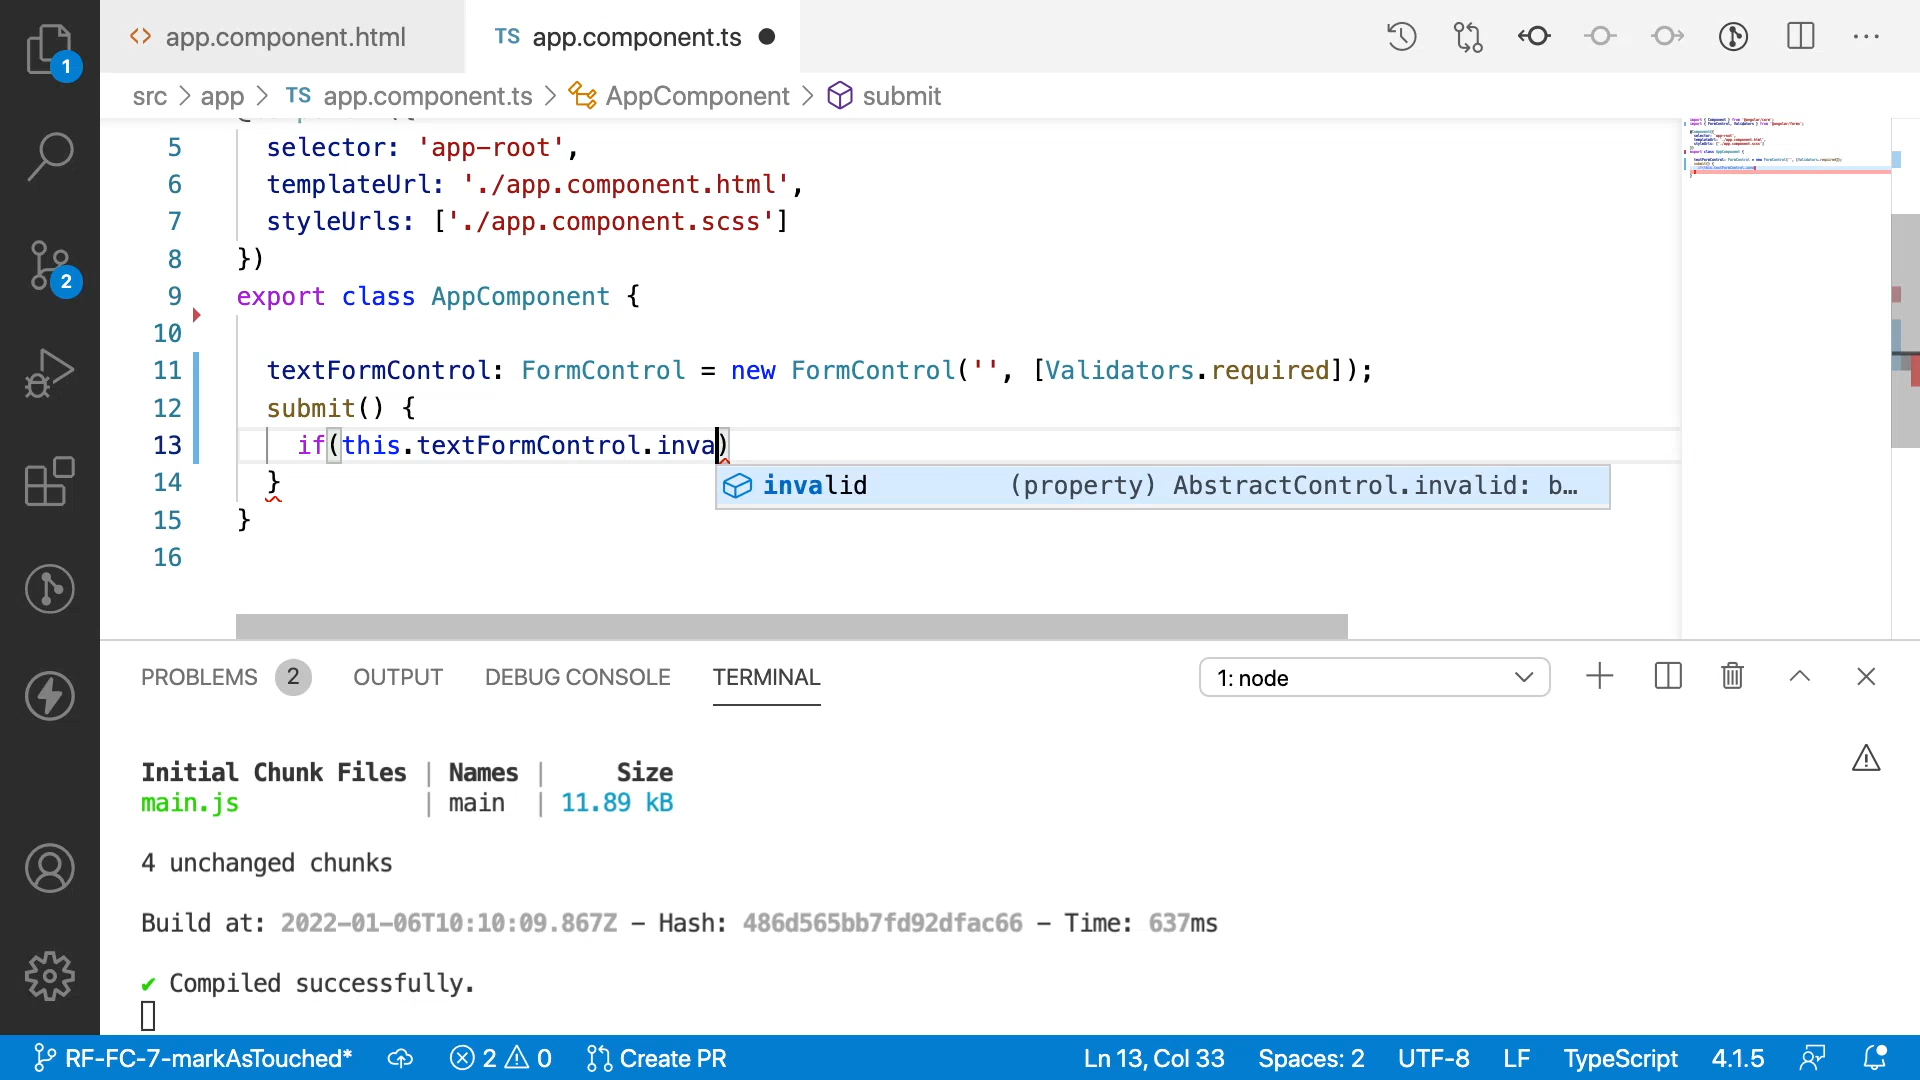 app.component.html
TS app.component.ts
src > app > TS app.component.ts > AppComponent > submit
1
2
5 selector: 'app-root',
6 templateUrl: './app.component.html',
7 styleUrls: ['./app.component.scss']
8 })
9 export class AppComponent {
10
11 textFormControl: FormControl = new FormControl('', [Validators.required]);
12 submit() {
13 if(this.textFormControl.inva)
invalid (property) AbstractControl.invalid: b…
14 }
15 }
16
PROBLEMS 2 OUTPUT DEBUG CONSOLE TERMINAL 1: node
Initial Chunk Files | Names | Size
main.js | main | 11.89 kB
4 unchanged chunks
Build at: 2022-01-06T10:10:09.867Z - Hash: 486d565bb7fd92dfac66 - Time: 637ms
✔ Compiled successfully.
RF-FC-7-markAsTouched* 2 0 Create PR Ln 13, Col 33 Spaces: 2 UTF-8 LF TypeScript 4.1.5